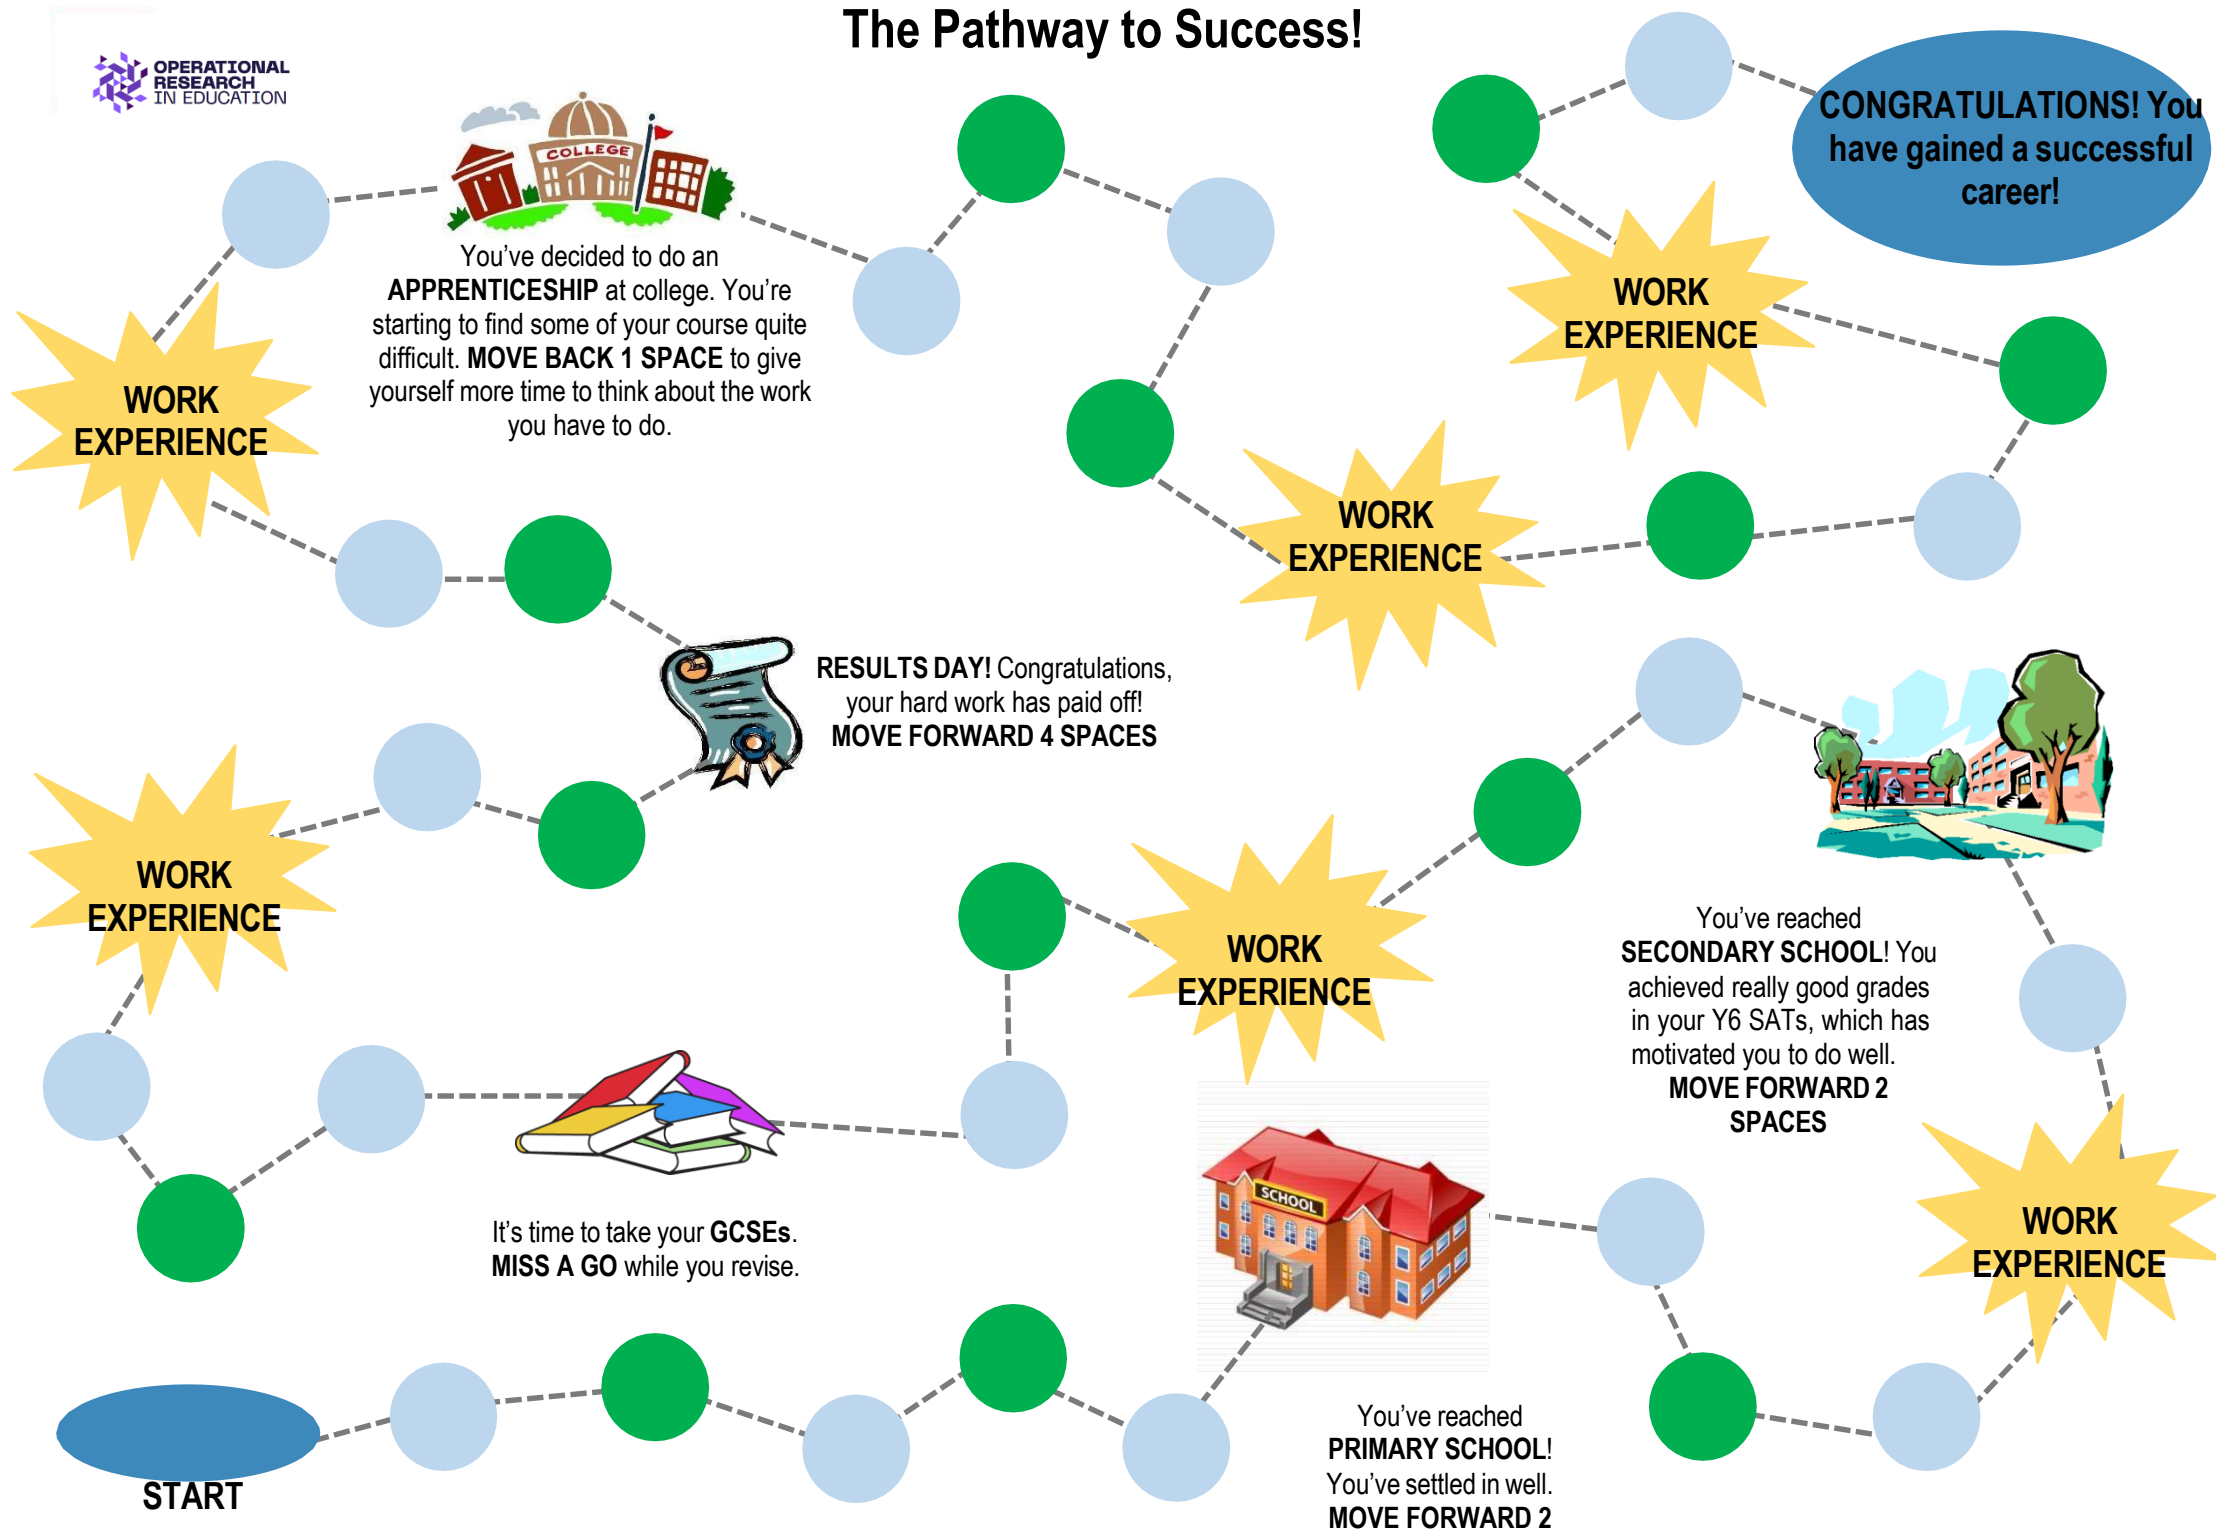 The Pathway to Success!
OPERATIONAL
RESEARCH
IN EDUCATION
CONGRATULATIONS! You
have gained a successful
career!
COLLEGE
You've decided to do an
APPRENTICESHIP at college. You're
starting to find some of your course quite
difficult. MOVE BACK 1 SPACE to give
yourself more time to think about the work
you have to do.
WORK
EXPERIENCE
WORK
EXPERIENCE
WORK
EXPERIENCE
RESULTS DAY! Congratulations,
your hard work has paid off!
MOVE FORWARD 4 SPACES
WORK
EXPERIENCE
WORK
EXPERIENCE
You've reached
SECONDARY SCHOOL! You
achieved really good grades
in your Y6 SATs, which has
motivated you to do well.
MOVE FORWARD 2
SPACES
SCHOOL
WORK
EXPERIENCE
It's time to take your GCSEs.
MISS A GO while you revise.
You've reached
PRIMARY SCHOOL!
You've settled in well.
MOVE FORWARD 2
START